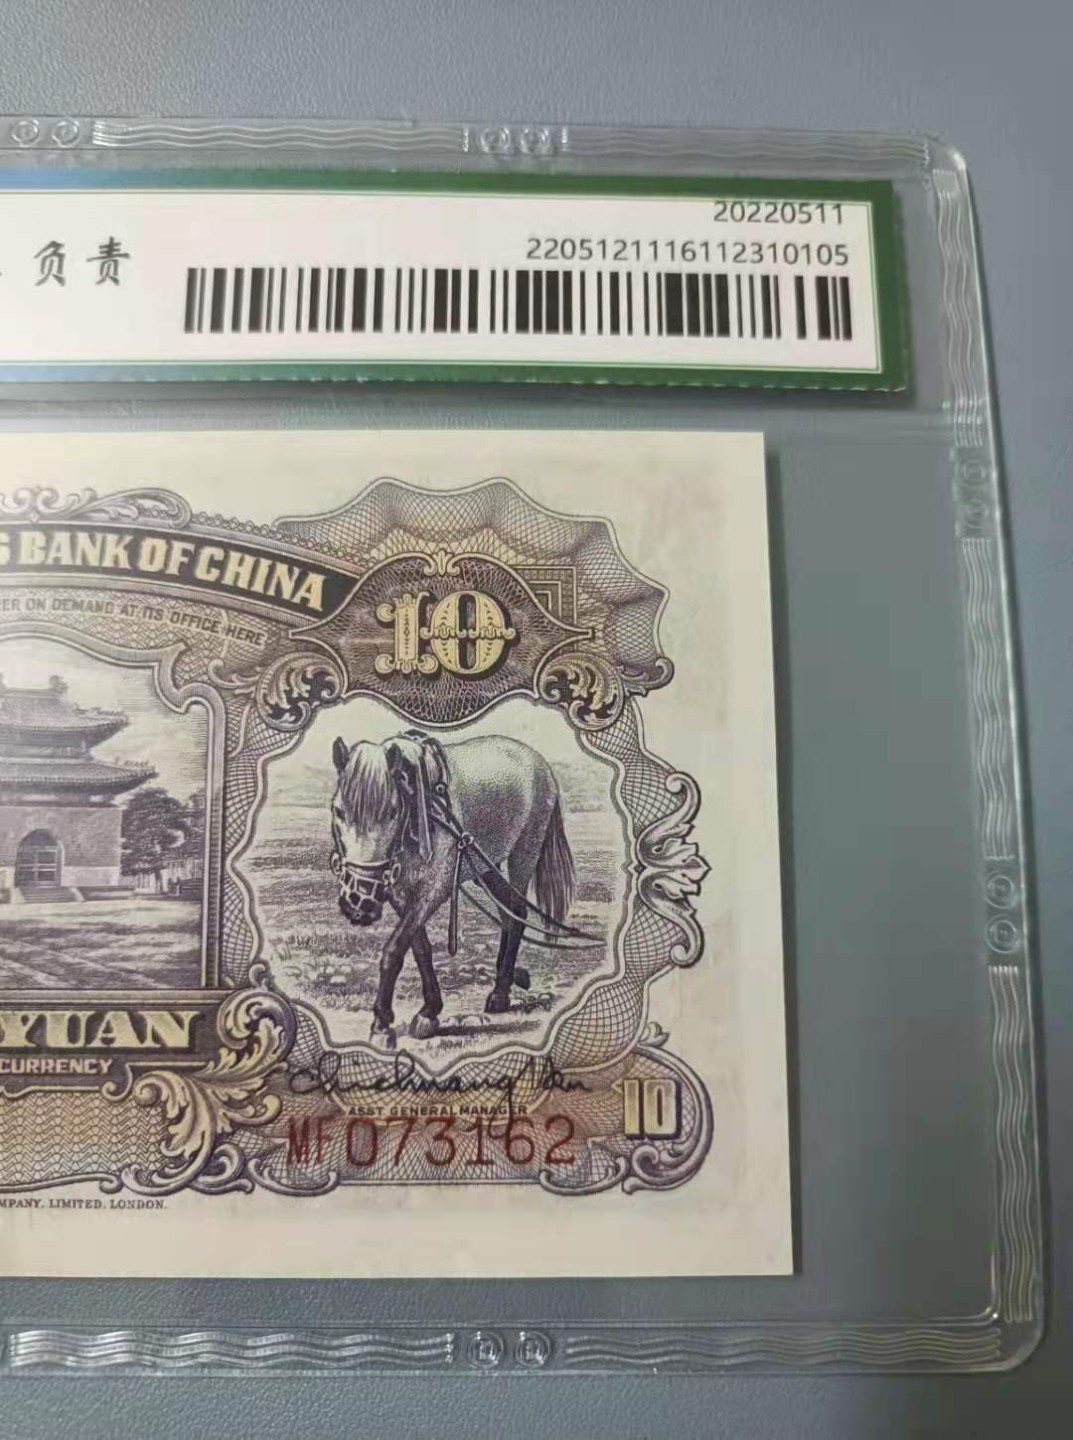 20220511
2205121116112310105
负责
S BANK OF CHINA
ER ON DEMAND AT ITS OFFICE HERE
10
YUAN
CURRENCY
Chichuang
ASST GENERAL MANAGER
10
MF073162
MPANY, LIMITED. LONDON.